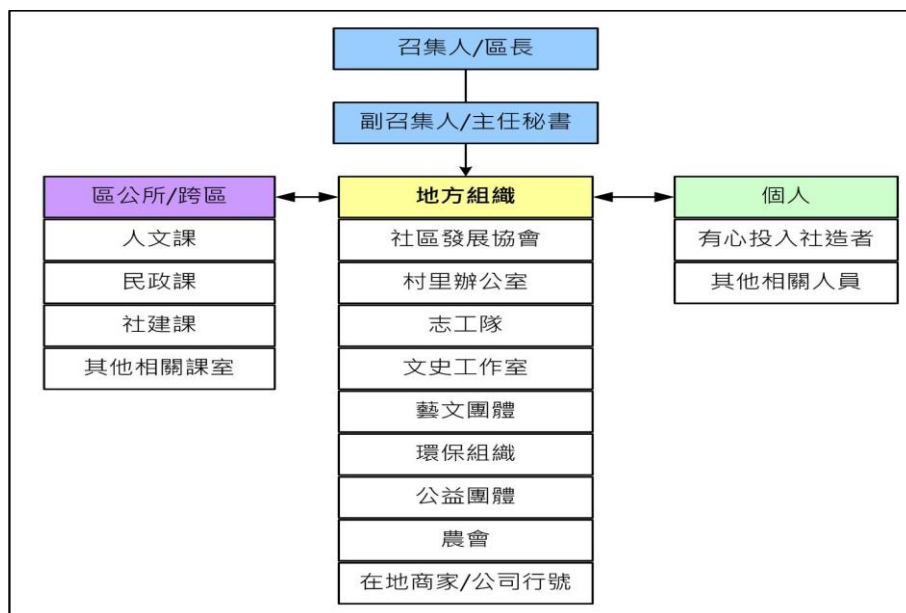 召集人/區長
副召集人/主任秘書
區公所/跨區
人文課
民政課
社建課
其他相關課室
地方組織
社區發展協會
村里辦公室
志工隊
文史工作室
藝文團體
環保組織
公益團體
農會
在地商家/公司行號
個人
有心投入社造者
其他相關人員